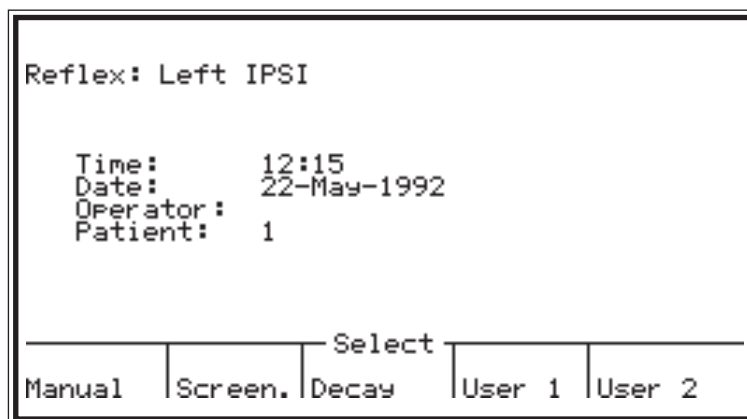 Reflex: Left IPSI
Time: 12:15
Date: 22-May-1992
Operator:
Patient: 1
Select
Manual Screen. Decay User 1 User 2